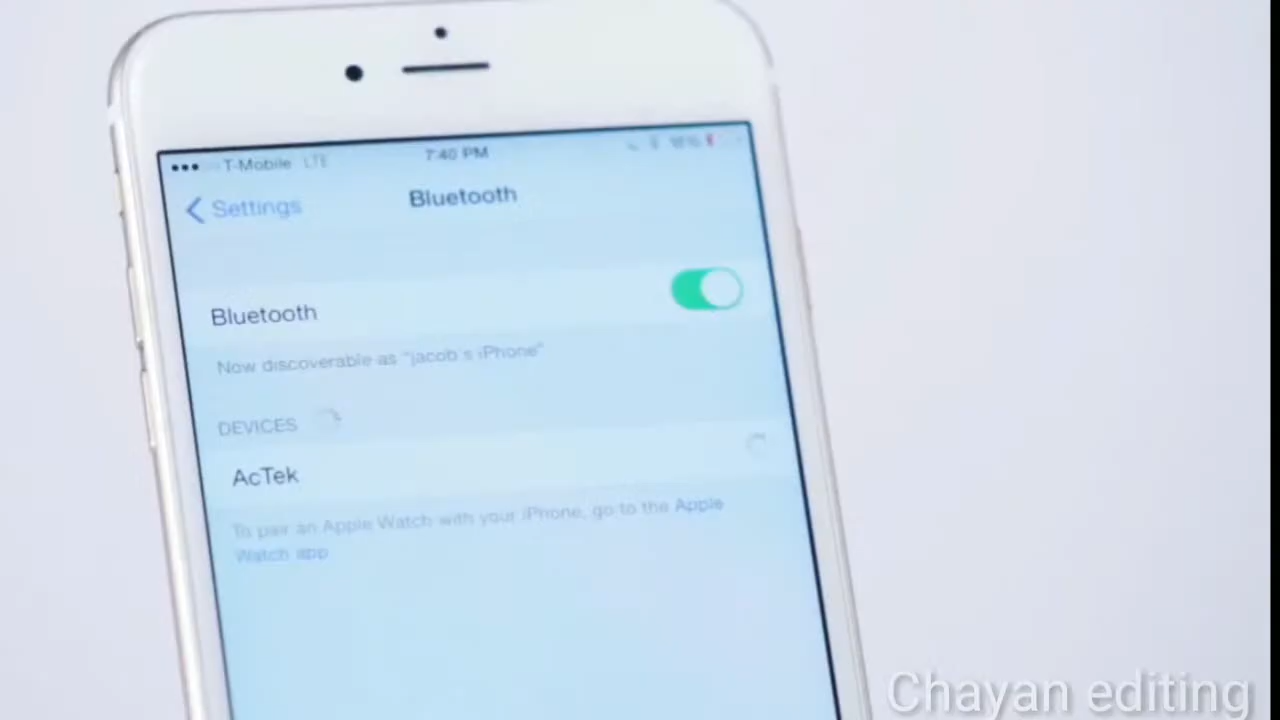 T-Mobile LTE 7:40 PM
Settings Bluetooth
Bluetooth
Now discoverable as "jacob s iPhone"
DEVICES
AcTek
To pair an Apple Watch with your iPhone, go to the Apple
Watch app
Chayan editing